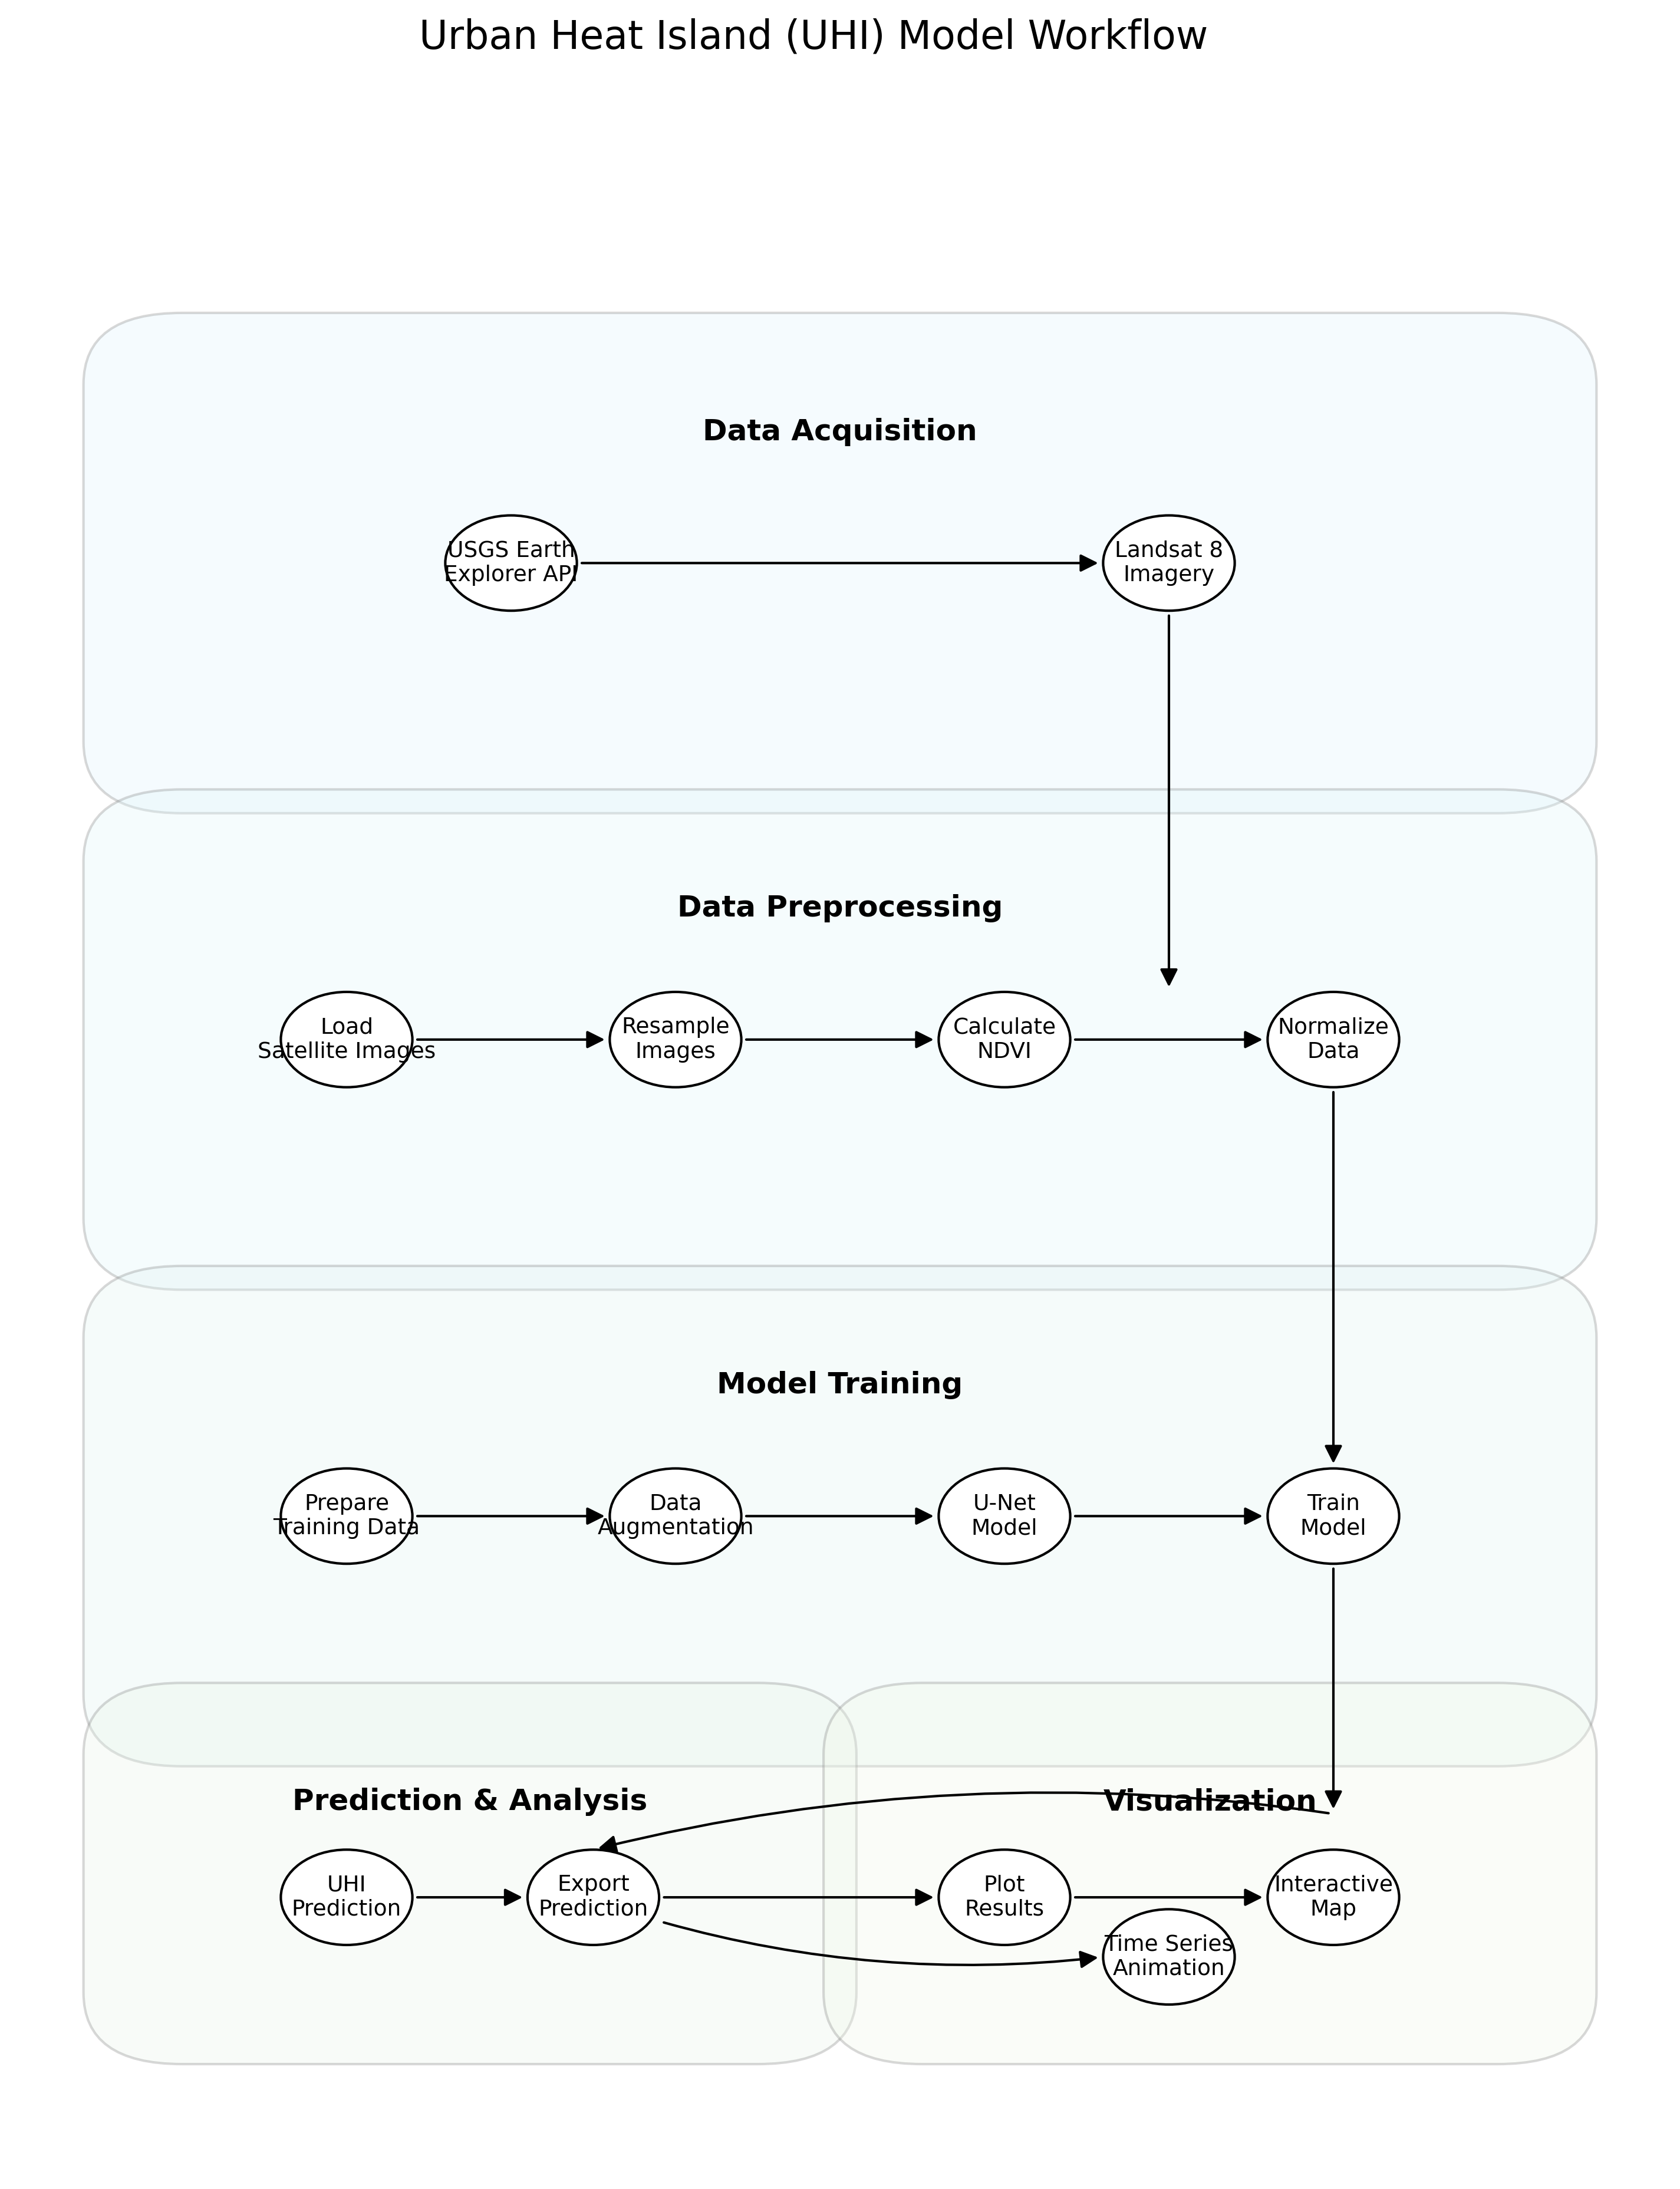 Urban Heat Island (UHI) Model Workflow
Data Acquisition
USGS Earth
Explorer API
Landsat 8
Imagery
Data Preprocessing
Load
Satellite Images
Resample
Images
Calculate
NDVI
Normalize
Data
Model Training
Prepare
Training Data
Data
Augmentation
U-Net
Model
Train
Model
Prediction & Analysis
UHI
Prediction
Export
Prediction
Visualization
Plot
Results
Interactive
Map
Time Series
Animation